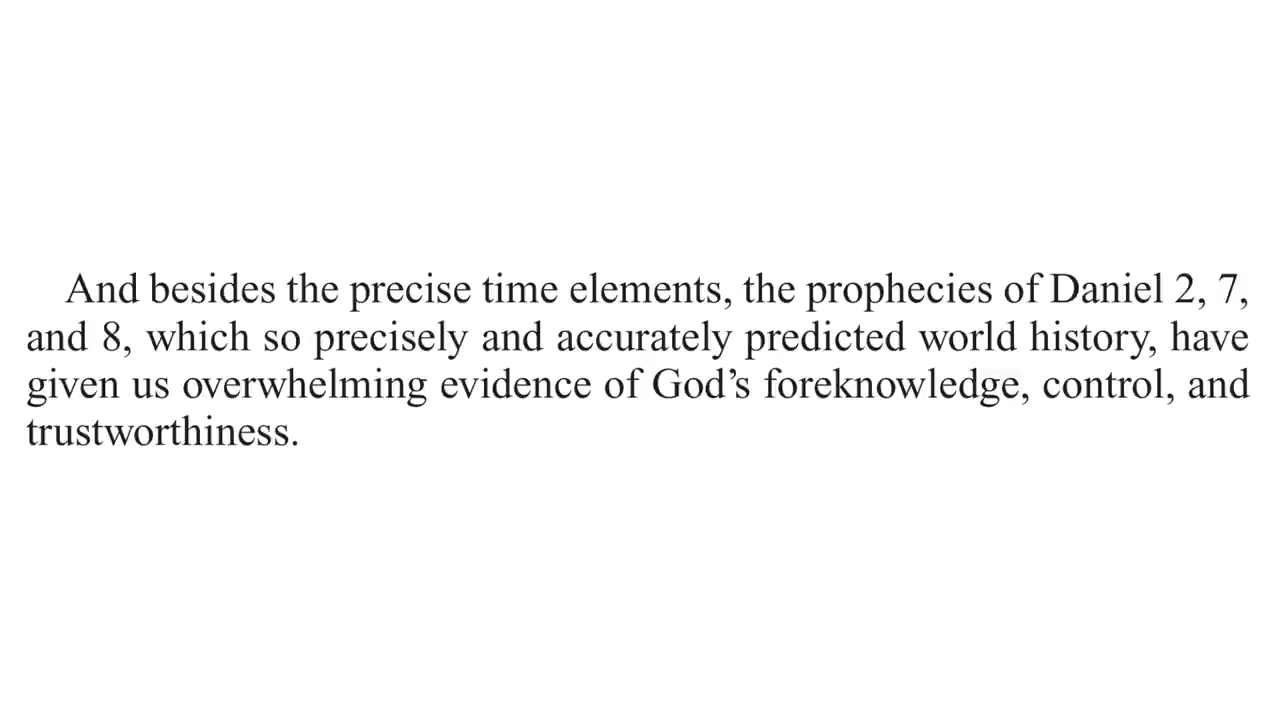 And besides the precise time elements, the prophecies of Daniel 2, 7,
and 8, which so precisely and accurately predicted world history, have
given us overwhelming evidence of God’s foreknowledge, control, and
trustworthiness.